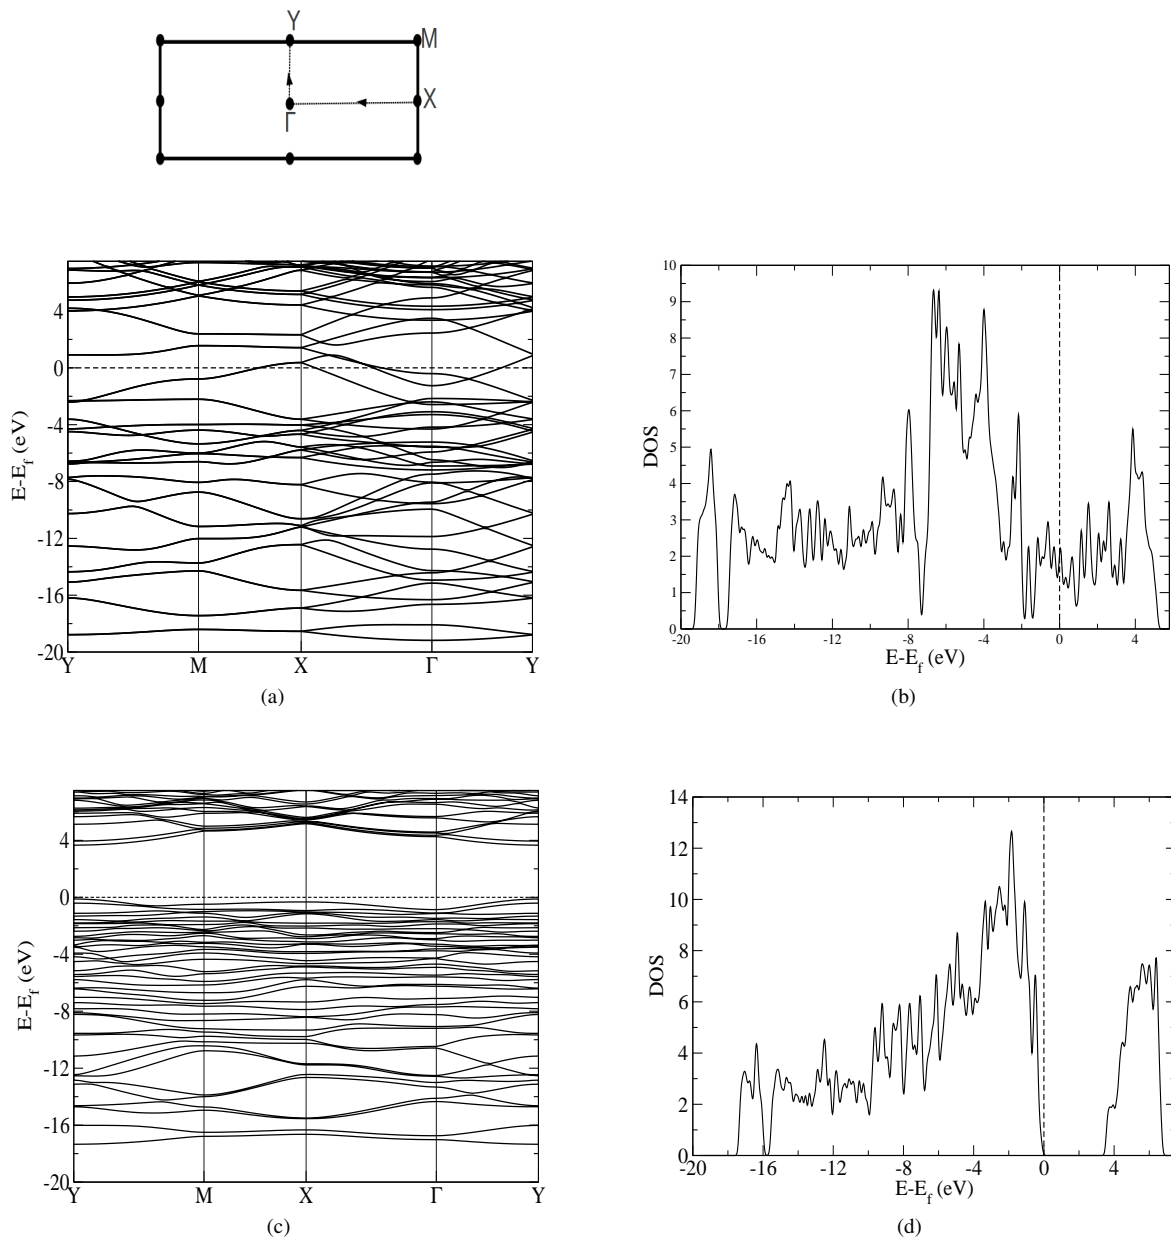 Y
M
X
Γ
4
0
-4
-8
-12
-16
-20
E-E_f (eV)
Y M X Γ Y
(a)
10
9
8
7
6
5
4
3
2
1
0
DOS
-20 -16 -12 -8 -4 0 4
E-E_f (eV)
(b)
4
0
-4
-8
-12
-16
-20
E-E_f (eV)
Y M X Γ Y
(c)
14
12
10
8
6
4
2
0
DOS
-20 -16 -12 -8 -4 0 4
E-E_f (eV)
(d)